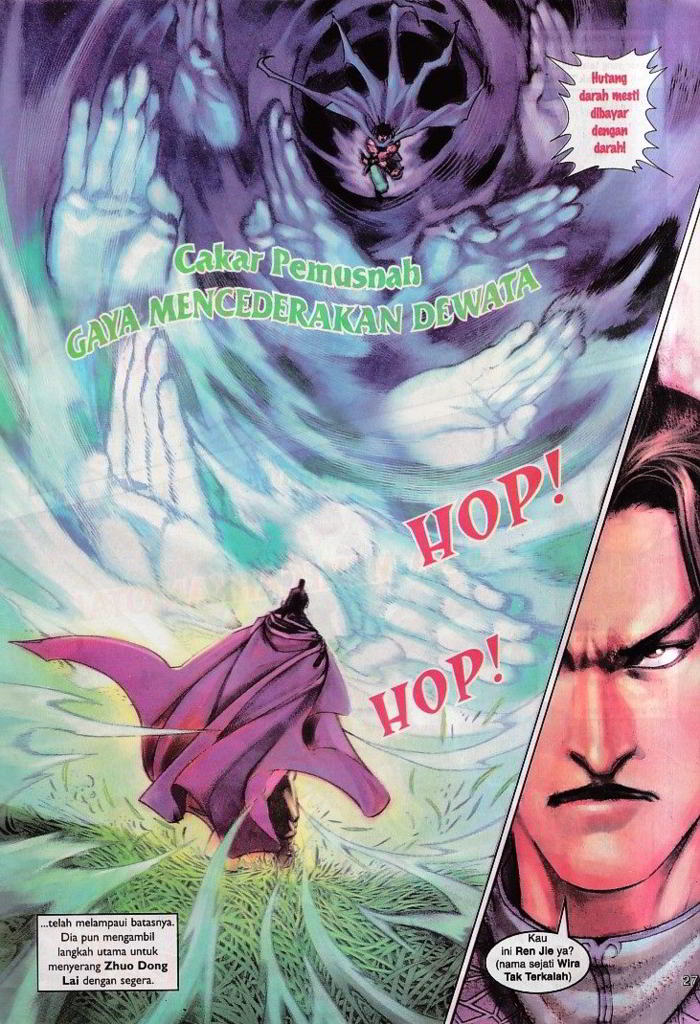 Hutang
darah mesti
dibayar
dengan
darah!
Cakar Pemusnah
GAYA MENCEDERAKAN DEWATA
HOP!
HOP!
...telah melampaui batasnya.
Dia pun mengambil
langkah utama untuk
menyerang Zhuo Dong
Lai dengan segera.
Kau
ini Ren Jie ya?
(nama sejati Wira
Tak Terkalah)
27